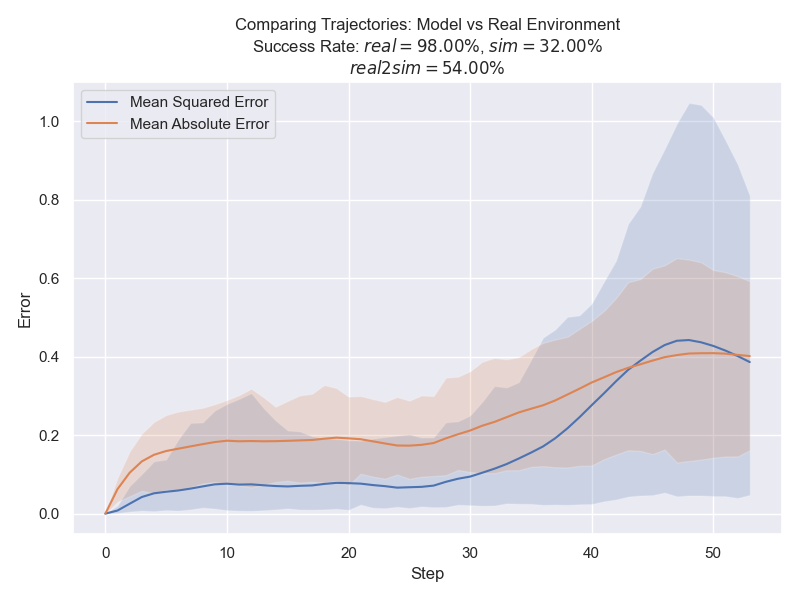 Comparing Trajectories: Model vs Real Environment
Success Rate: real = 98.00%, sim = 32.00%
real2sim = 54.00%
Mean Squared Error
Mean Absolute Error
1.0
0.8
0.6
0.4
0.2
0.0
Error
0 10 20 30 40 50
Step